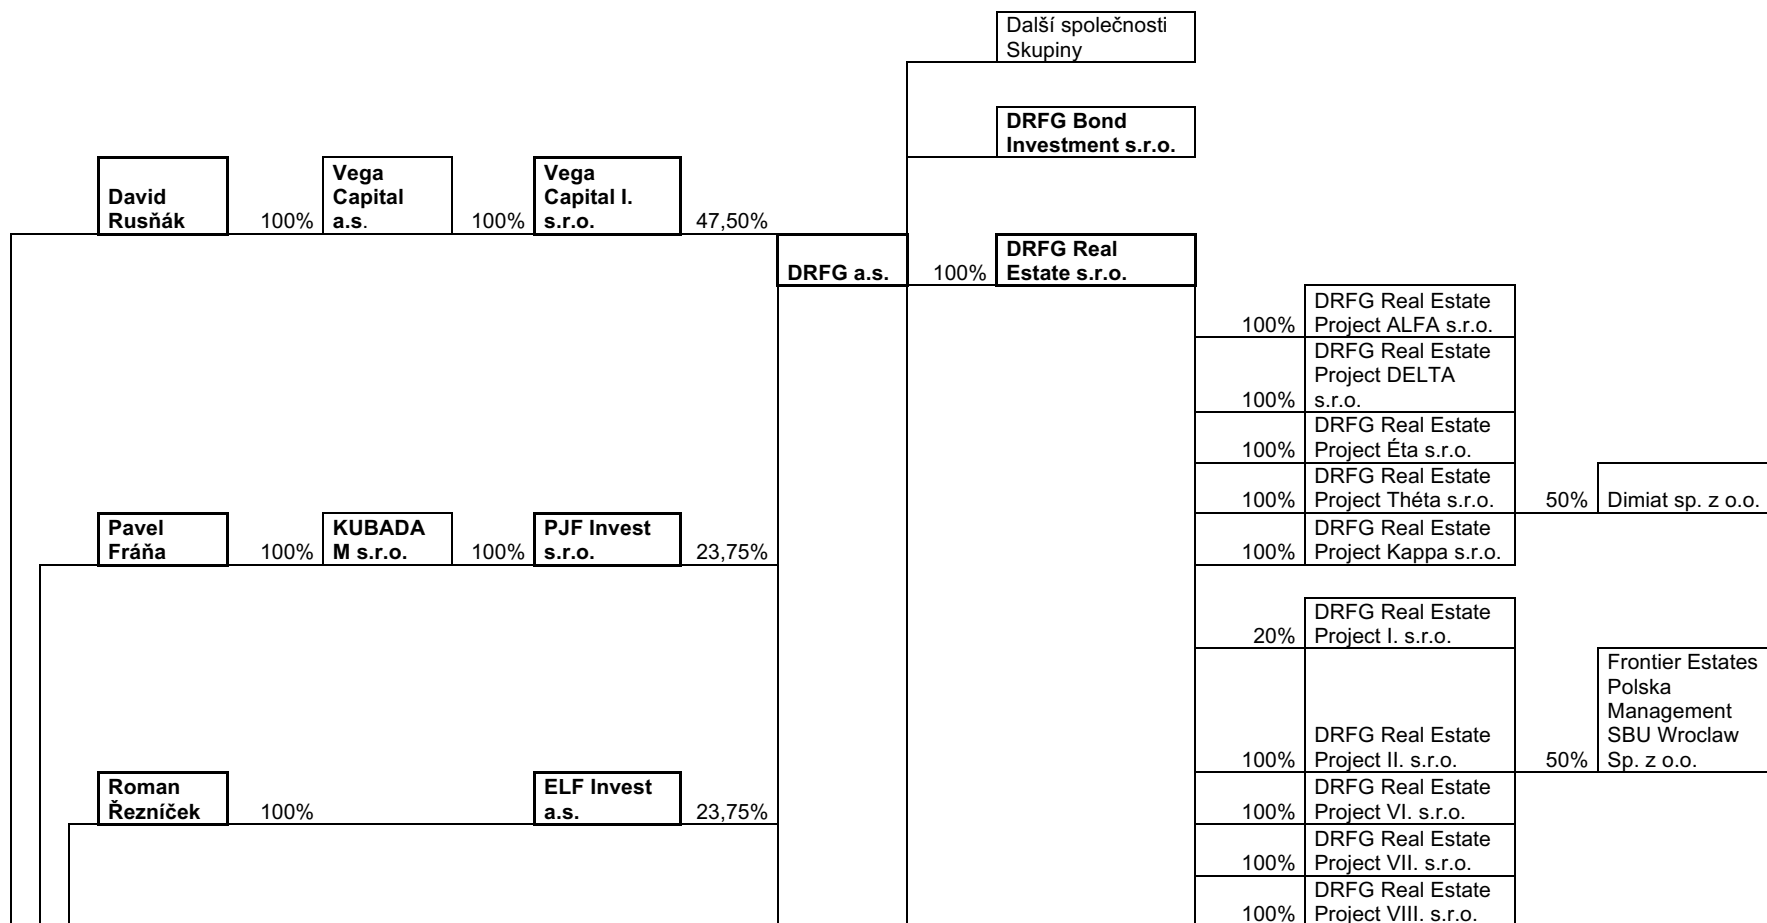 Další společnosti
Skupiny
DRFG Bond
Investment s.r.o.
David
Rusňák
100%
Vega
Capital
a.s.
100%
Vega
Capital I.
s.r.o.
47,50%
DRFG a.s.
100%
DRFG Real
Estate s.r.o.
100%
DRFG Real Estate
Project ALFA s.r.o.
100%
DRFG Real Estate
Project DELTA
s.r.o.
100%
DRFG Real Estate
Project Éta s.r.o.
100%
DRFG Real Estate
Project Théta s.r.o.
50%
Dimiat sp. z o.o.
Pavel
Fráňa
100%
KUBADA
M s.r.o.
100%
PJF Invest
s.r.o.
23,75%
100%
DRFG Real Estate
Project Kappa s.r.o.
20%
DRFG Real Estate
Project I. s.r.o.
100%
DRFG Real Estate
Project II. s.r.o.
50%
Frontier Estates
Polska
Management
SBU Wroclaw
Sp. z o.o.
Roman
Řezníček
100%
ELF Invest
a.s.
23,75%
100%
DRFG Real Estate
Project VI. s.r.o.
100%
DRFG Real Estate
Project VII. s.r.o.
100%
DRFG Real Estate
Project VIII. s.r.o.